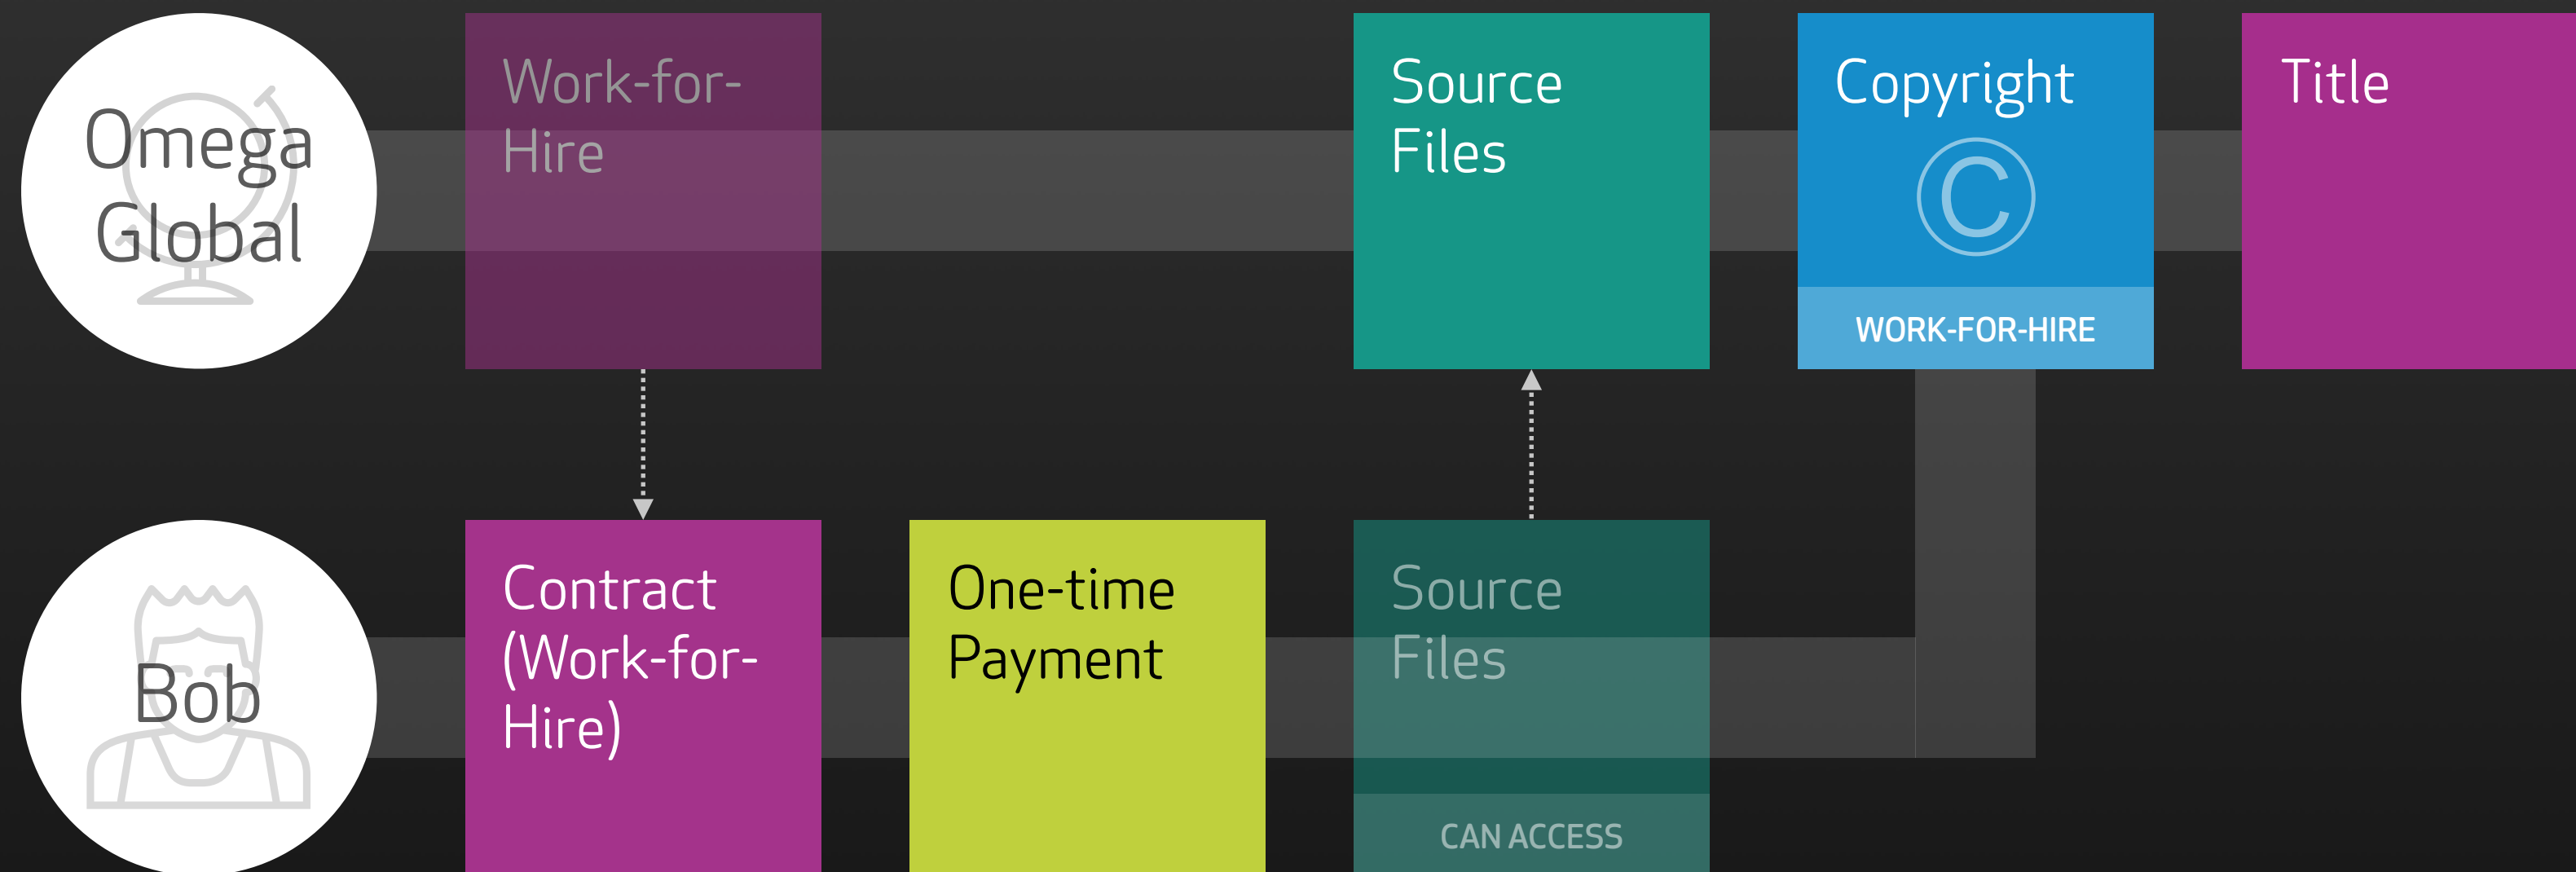 Omega
Global
Work-for-
Hire
Source
Files
Copyright
©
WORK-FOR-HIRE
Title
Bob
Contract
(Work-for-
Hire)
One-time
Payment
Source
Files
CAN ACCESS